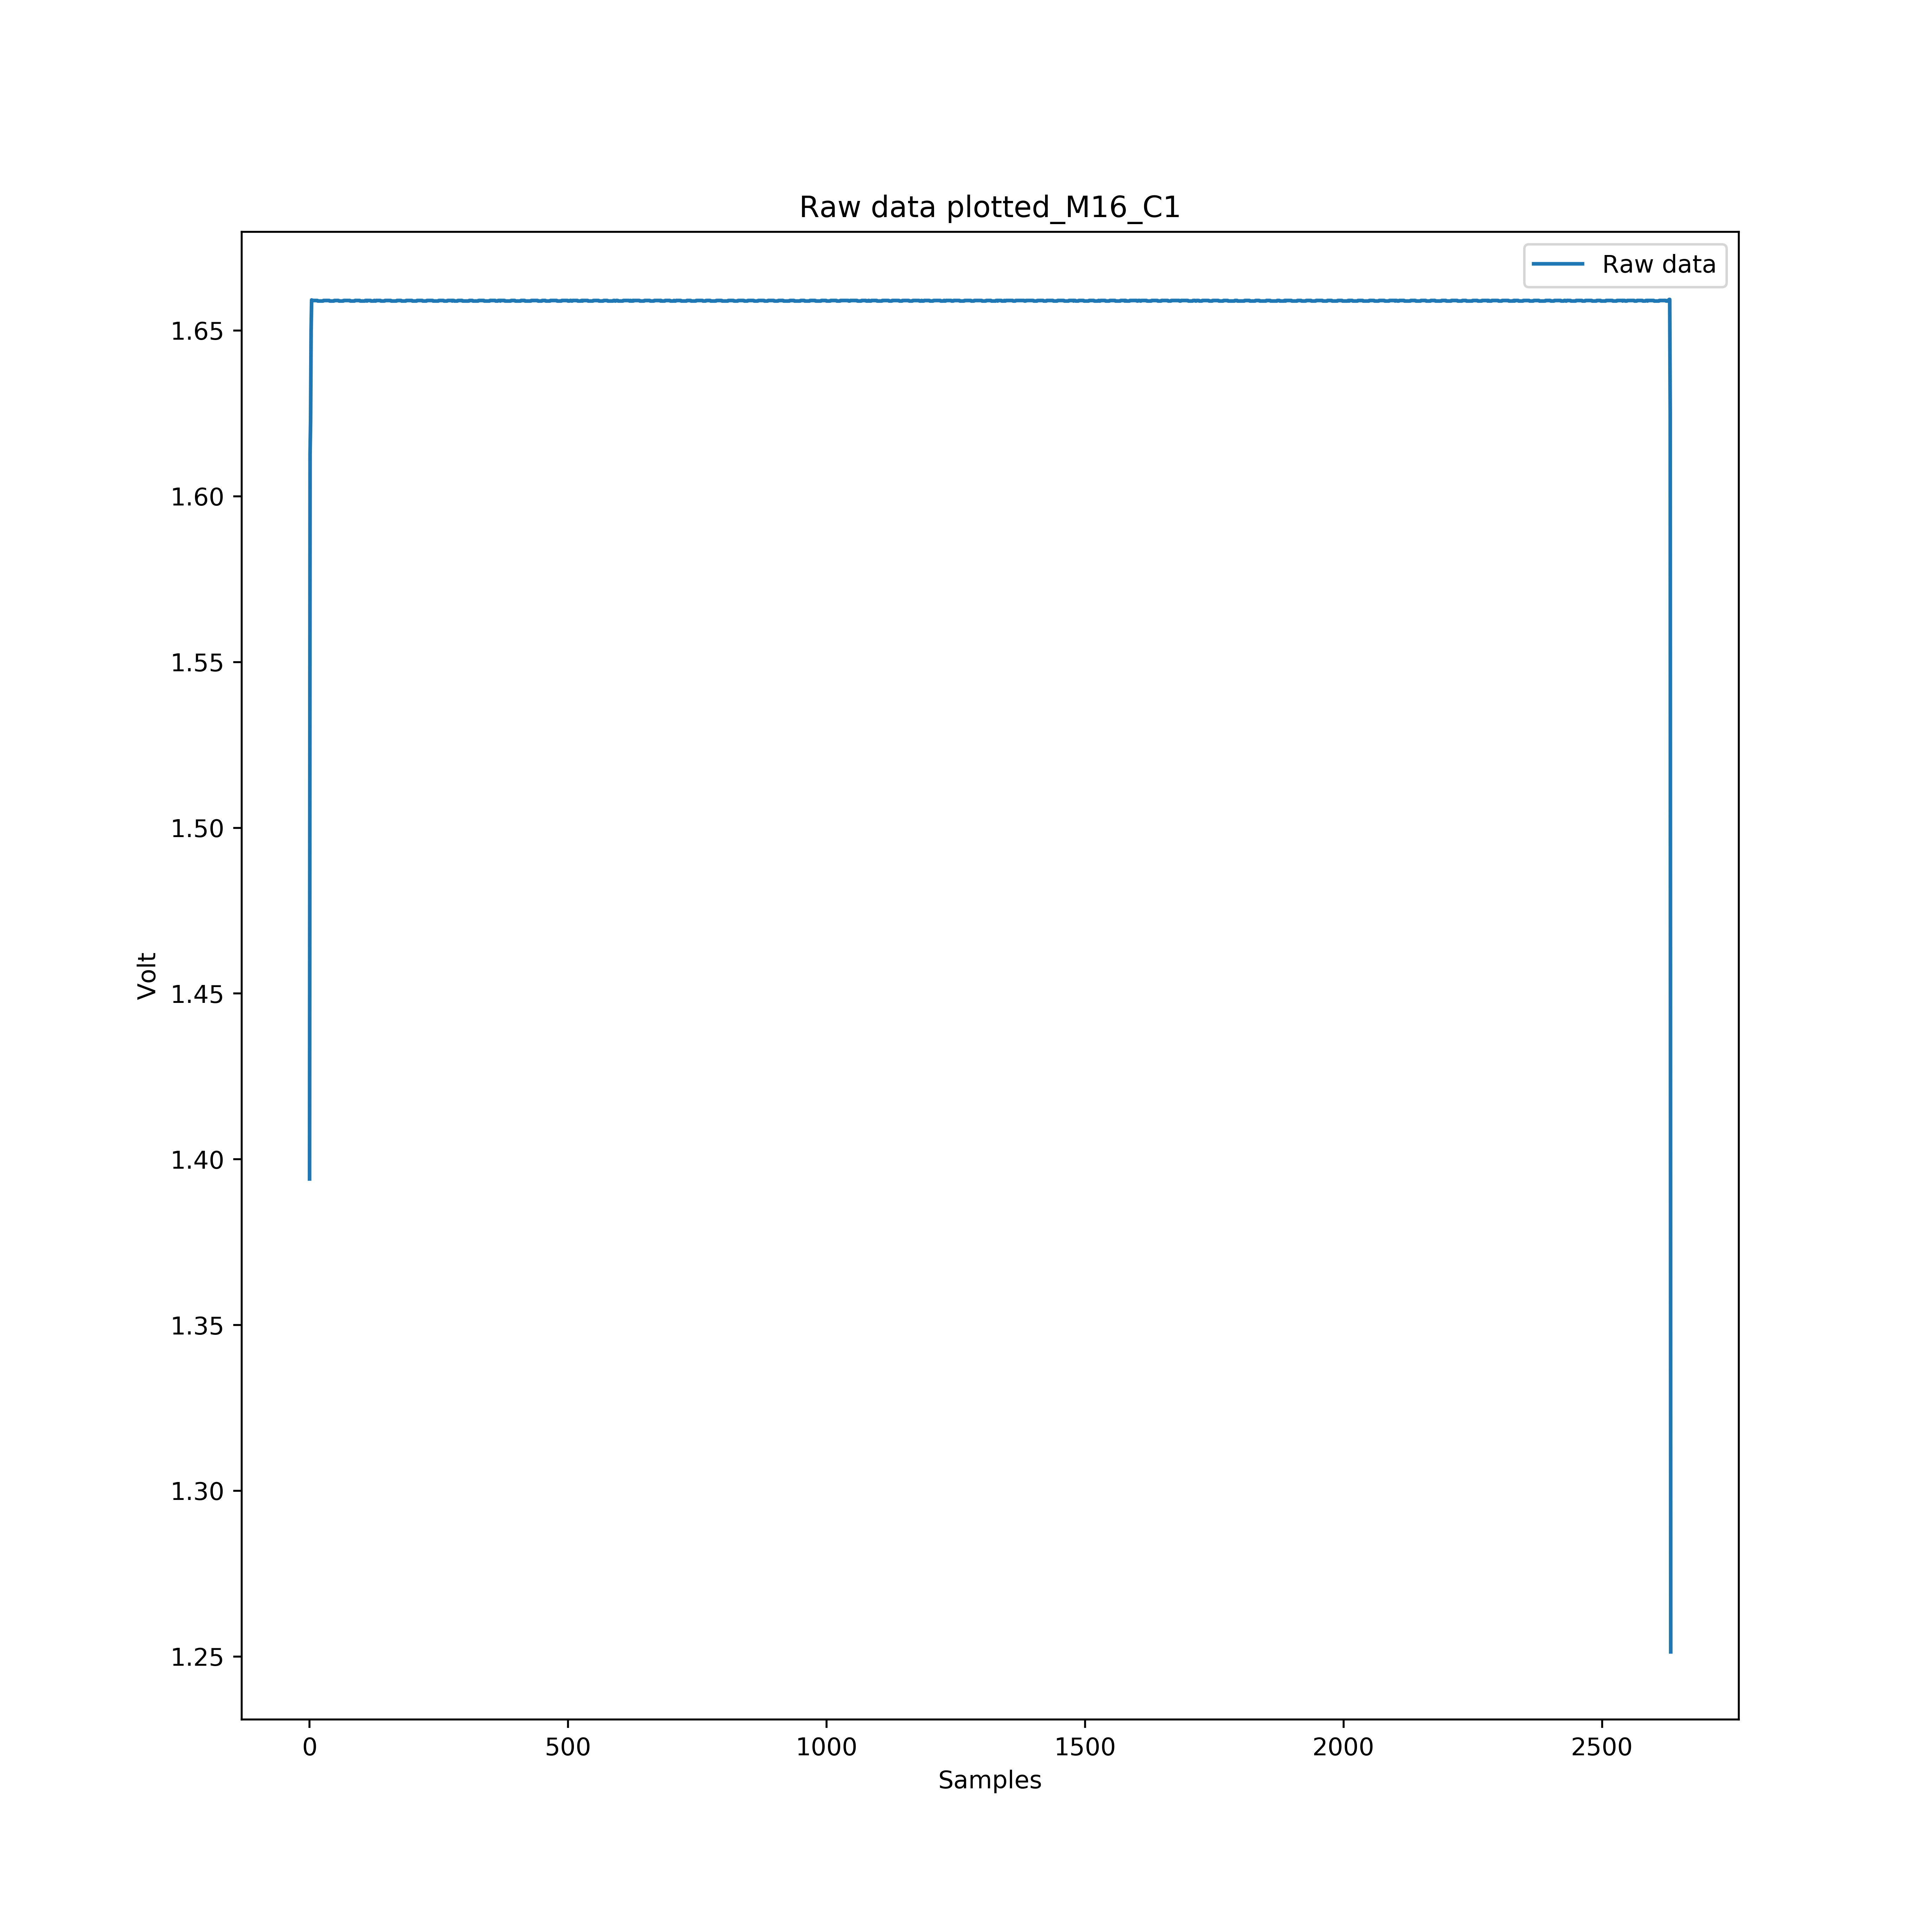 Raw data plotted_M16_C1
Raw data
1.65
1.60
1.55
1.50
1.45
1.40
1.35
1.30
1.25
Volt
0 500 1000 1500 2000 2500
Samples